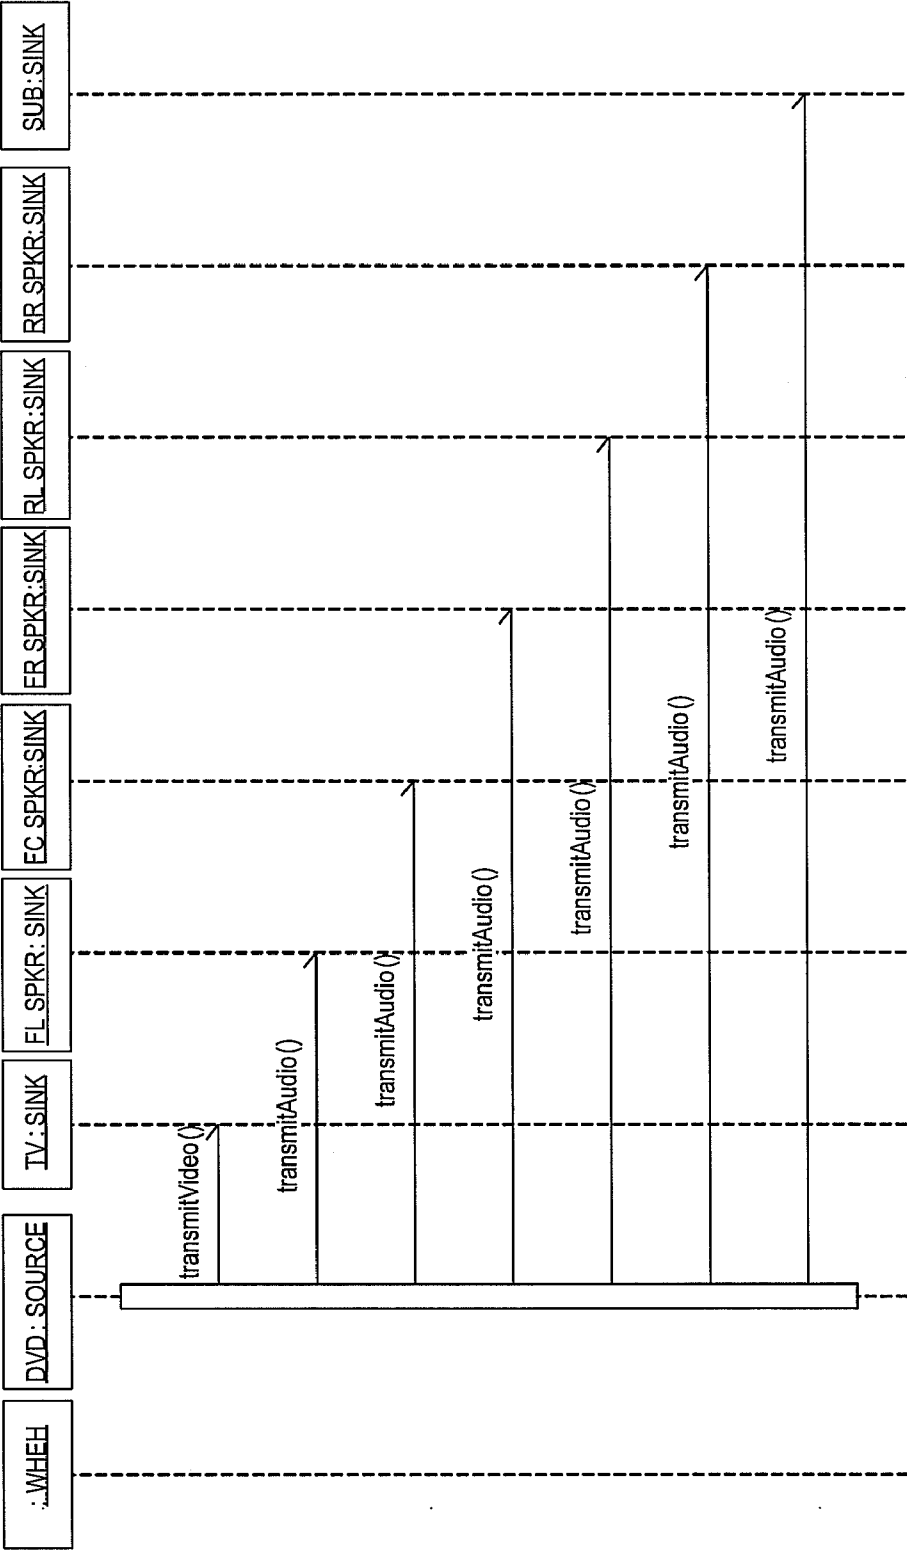 : WHEH
DVD : SOURCE
TV : SINK
FL SPKR : SINK
FC SPKR:SINK
FR SPKR:SINK
RL SPKR:SINK
RR SPKR:SINK
SUB:SINK
transmitVideo()
transmitAudio()
transmitAudio()
transmitAudio()
transmitAudio()
transmitAudio()
transmitAudio()